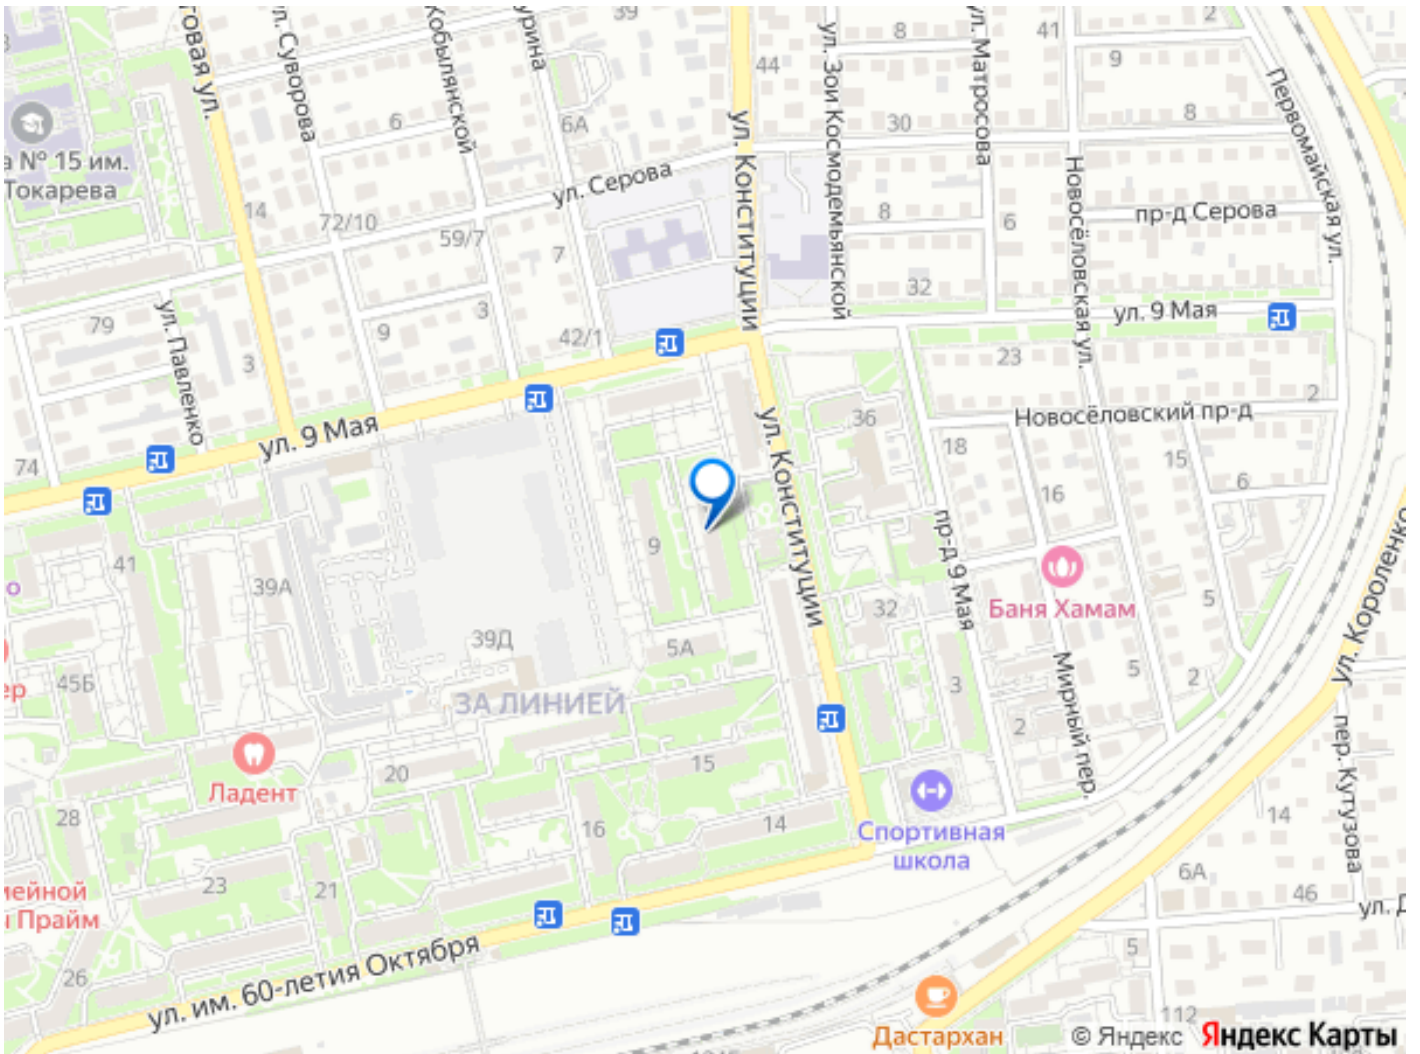 39
2
ул. Суворова
Кобылянской
ул. Матросова
41
8
9
44
ул. Зои Космодемьянской
Первомайская ул.
6
6А
30
8
ул. Конституции
а № 15 им.
Токарева
ул. Серова
Новосёловская ул.
14
72/10
59/7
7
8
6
пр-д Серова
ул. Павленко
79
9
3
3
42/1
32
ул. 9 Мая
23
ул. 9 Мая
36
2
Новосёловский пр-д
ул. Конституции
74
18
15
6
16
пр-д 9 Мая
41
39А
9
Баня Хамам
ул. Короленко
о
39Д
5А
32
5
5
2
ер
45Б
ЗА ЛИНИЕЙ
3
2
Мирный пер.
пер. Кутузова
Ладент
20
15
28
16
14
Спортивная
школа
14
23
21
6А
46
мейной
Прайм
26
ул. им. 60-летия Октября
5
112
Дастархан
© Яндекс Яндекс Карты